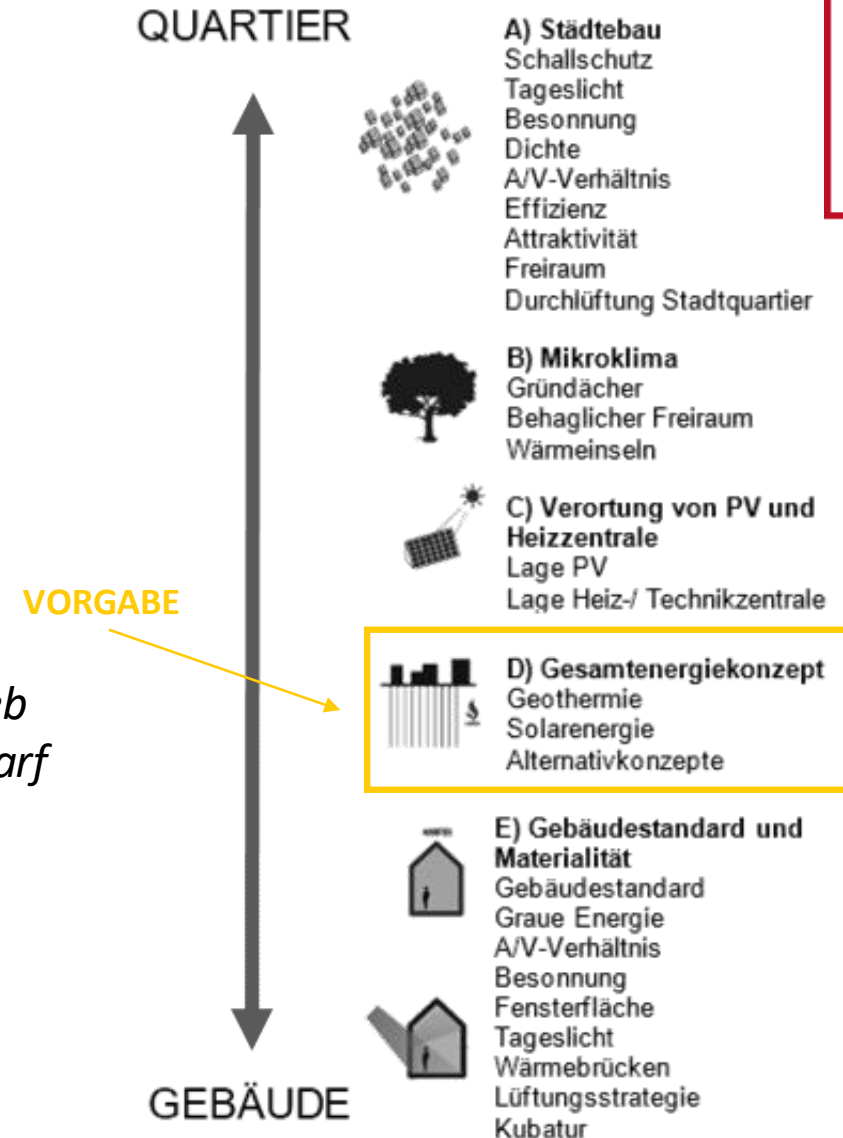 QUARTIER
A) Städtebau
Schallschutz
Tageslicht
Besonnung
Dichte
A/V-Verhältnis
Effizienz
Attraktivität
Freiraum
Durchlüftung Stadtquartier
B) Mikroklima
Gründächer
Behaglicher Freiraum
Wärmeinseln
C) Verortung von PV und
Heizzentrale
Lage PV
Lage Heiz-/ Technikzentrale
VORGABE
eb
arf
D) Gesamtenergiekonzept
Geothermie
Solarenergie
Alternativkonzepte
E) Gebäudestandard und
Materialität
Gebäudestandard
Graue Energie
A/V-Verhältnis
Besonnung
Fensterfläche
Tageslicht
Wärmebrücken
Lüftungsstrategie
Kubatur
GEBÄUDE